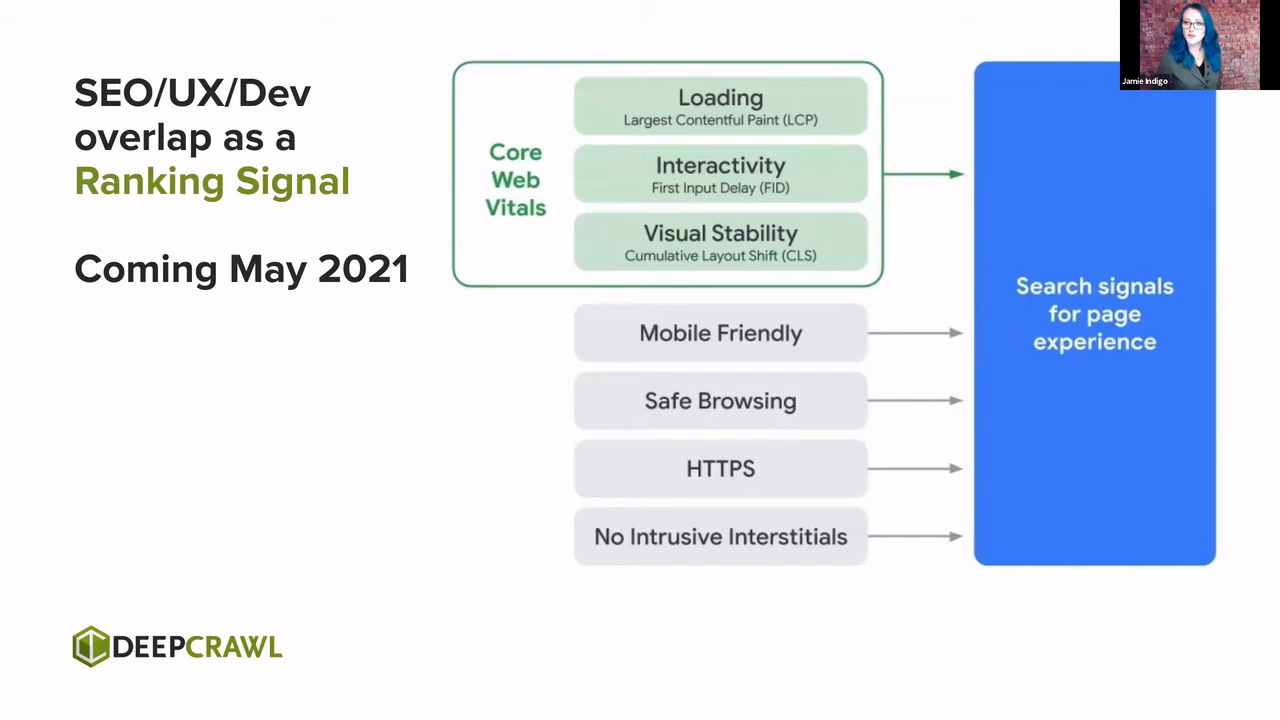 SEO/UX/Dev
overlap as a
Ranking Signal
Coming May 2021
Core
Web
Vitals
Loading
Largest Contentful Paint (LCP)
Interactivity
First Input Delay (FID)
Visual Stability
Cumulative Layout Shift (CLS)
Mobile Friendly
Safe Browsing
HTTPS
No Intrusive Interstitials
Search signals
for page
experience
Jamie Indigo
DEEPCRAWL